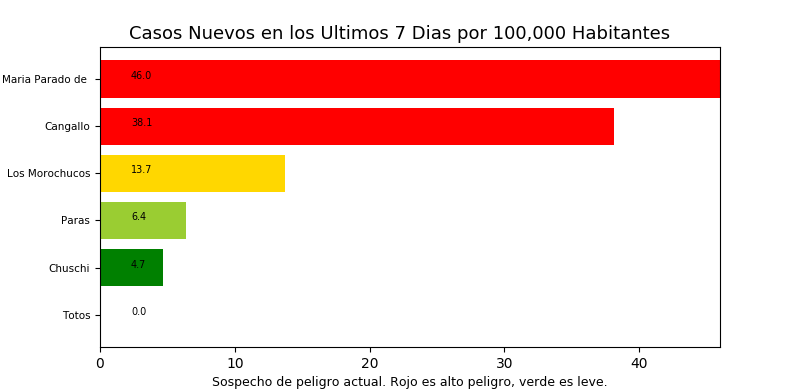 Casos Nuevos en los Ultimos 7 Dias por 100,000 Habitantes
Maria Parado de 46.0
Cangallo 38.1
Los Morochucos 13.7
Paras 6.4
Chuschi 4.7
Totos 0.0
0 10 20 30 40
Sospecho de peligro actual. Rojo es alto peligro, verde es leve.